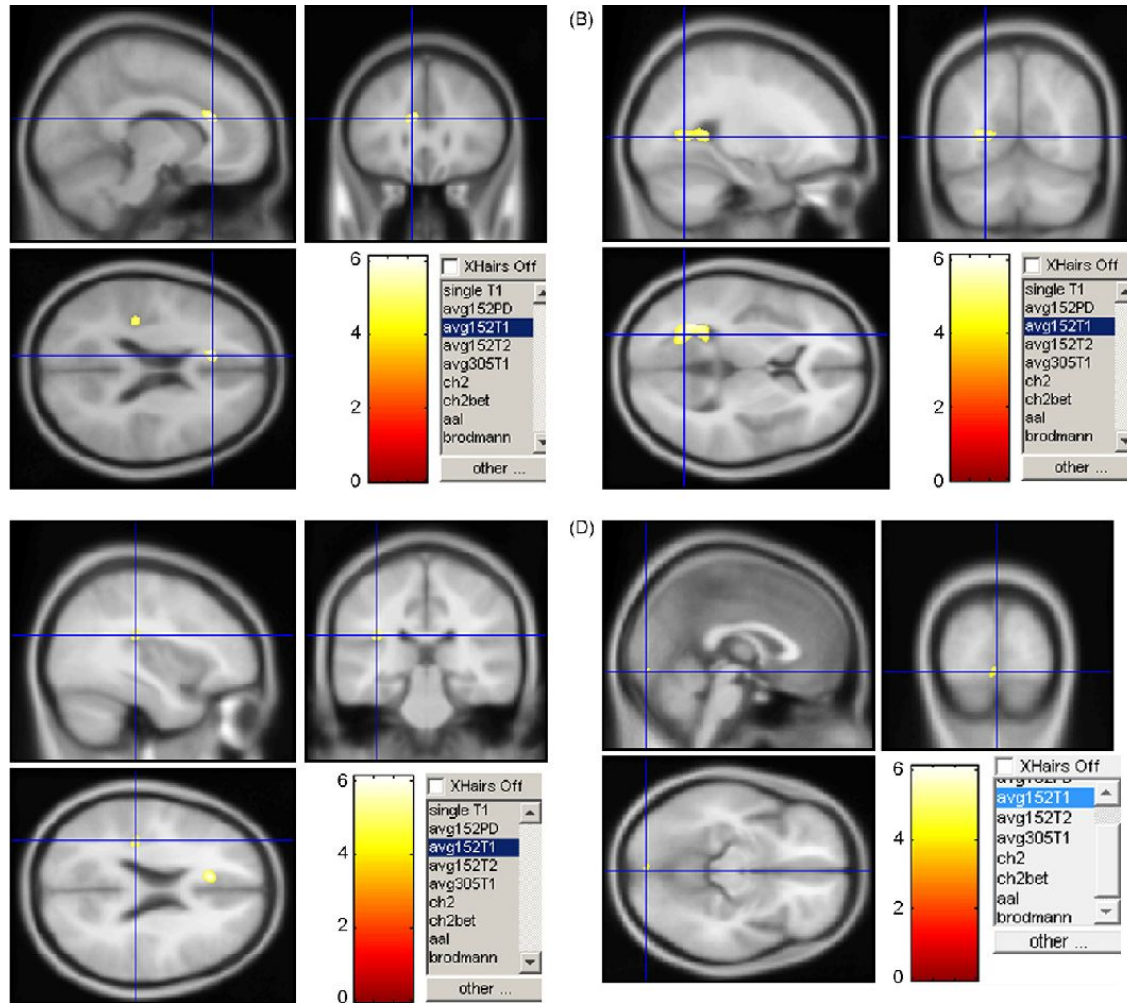 (B)
6
4
2
0
XHairs Off
single T1
avg152PD
avg152T1
avg152T2
avg305T1
ch2
ch2bet
aal
brodmann
other ...
6
4
2
0
XHairs Off
single T1
avg152PD
avg152T1
avg152T2
avg305T1
ch2
ch2bet
aal
brodmann
other ...
(D)
6
4
2
0
XHairs Off
single T1
avg152PD
avg152T1
avg152T2
avg305T1
ch2
ch2bet
aal
brodmann
other ...
6
4
2
0
XHairs Off
avg152T1
avg152T2
avg305T1
ch2
ch2bet
aal
brodmann
other ...